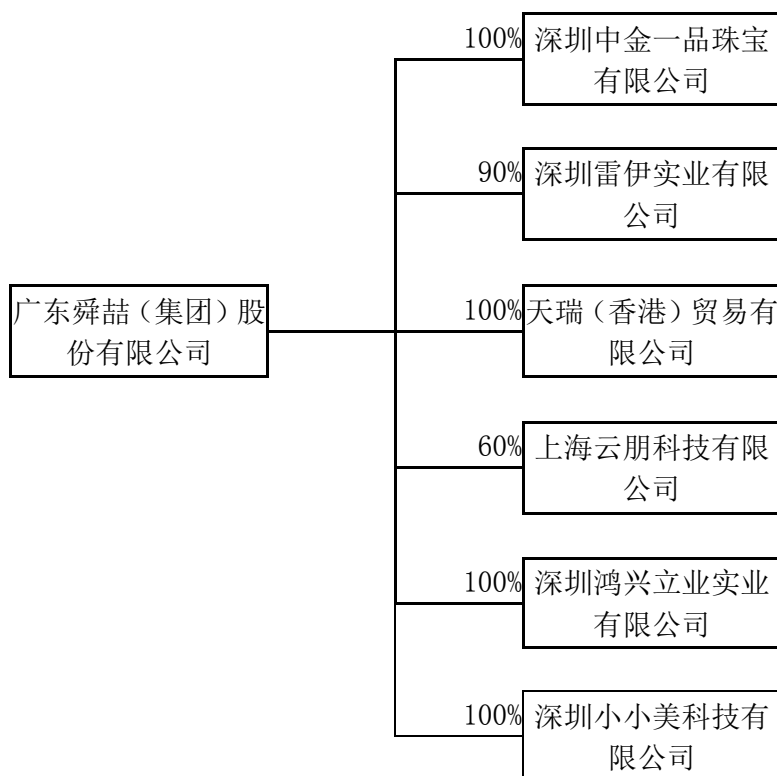 100%
深圳中金一品珠宝
有限公司
90%
深圳雷伊实业有限
公司
广东舜喆（集团）股
份有限公司
100%
天瑞（香港）贸易有
限公司
60%
上海云朋科技有限
公司
100%
深圳鸿兴立业实业
有限公司
100%
深圳小小美科技有
限公司